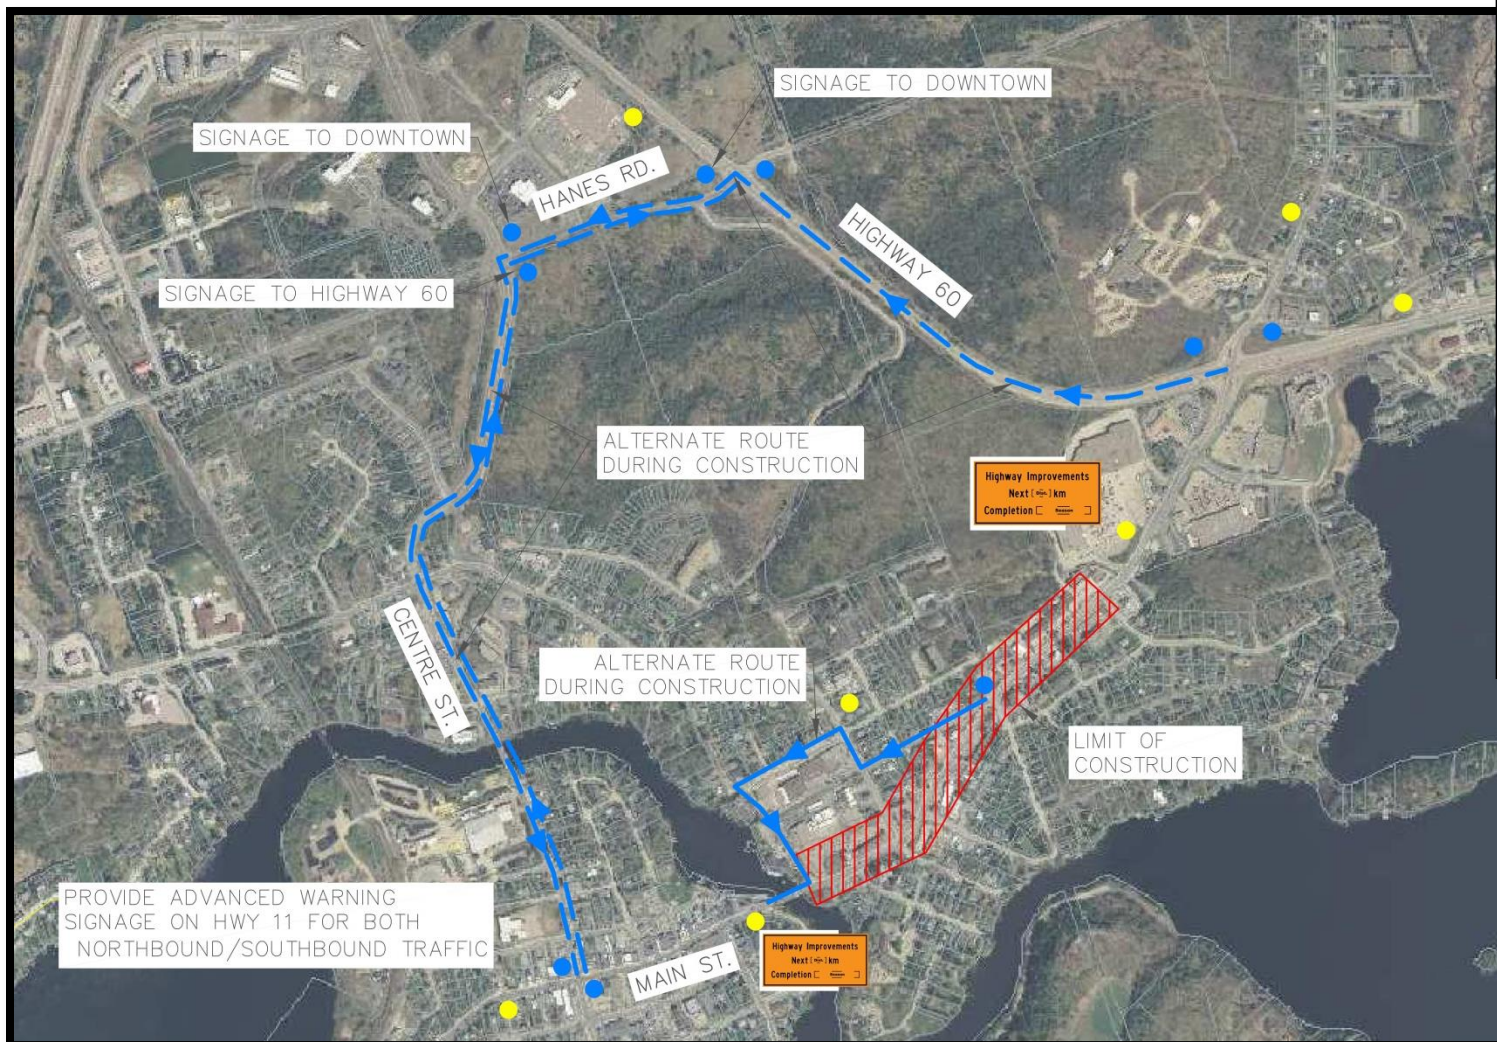 SIGNAGE TO DOWNTOWN
SIGNAGE TO DOWNTOWN
HANES RD.
HIGHWAY 60
SIGNAGE TO HIGHWAY 60
ALTERNATE ROUTE
DURING CONSTRUCTION
Highway Improvements
Next [ ] km
Completion [ ]
CENTRE ST.
ALTERNATE ROUTE
DURING CONSTRUCTION
LIMIT OF
CONSTRUCTION
PROVIDE ADVANCED WARNING
SIGNAGE ON HWY 11 FOR BOTH
NORTHBOUND/SOUTHBOUND TRAFFIC
MAIN ST.
Highway Improvements
Next [ ] km
Completion [ ]